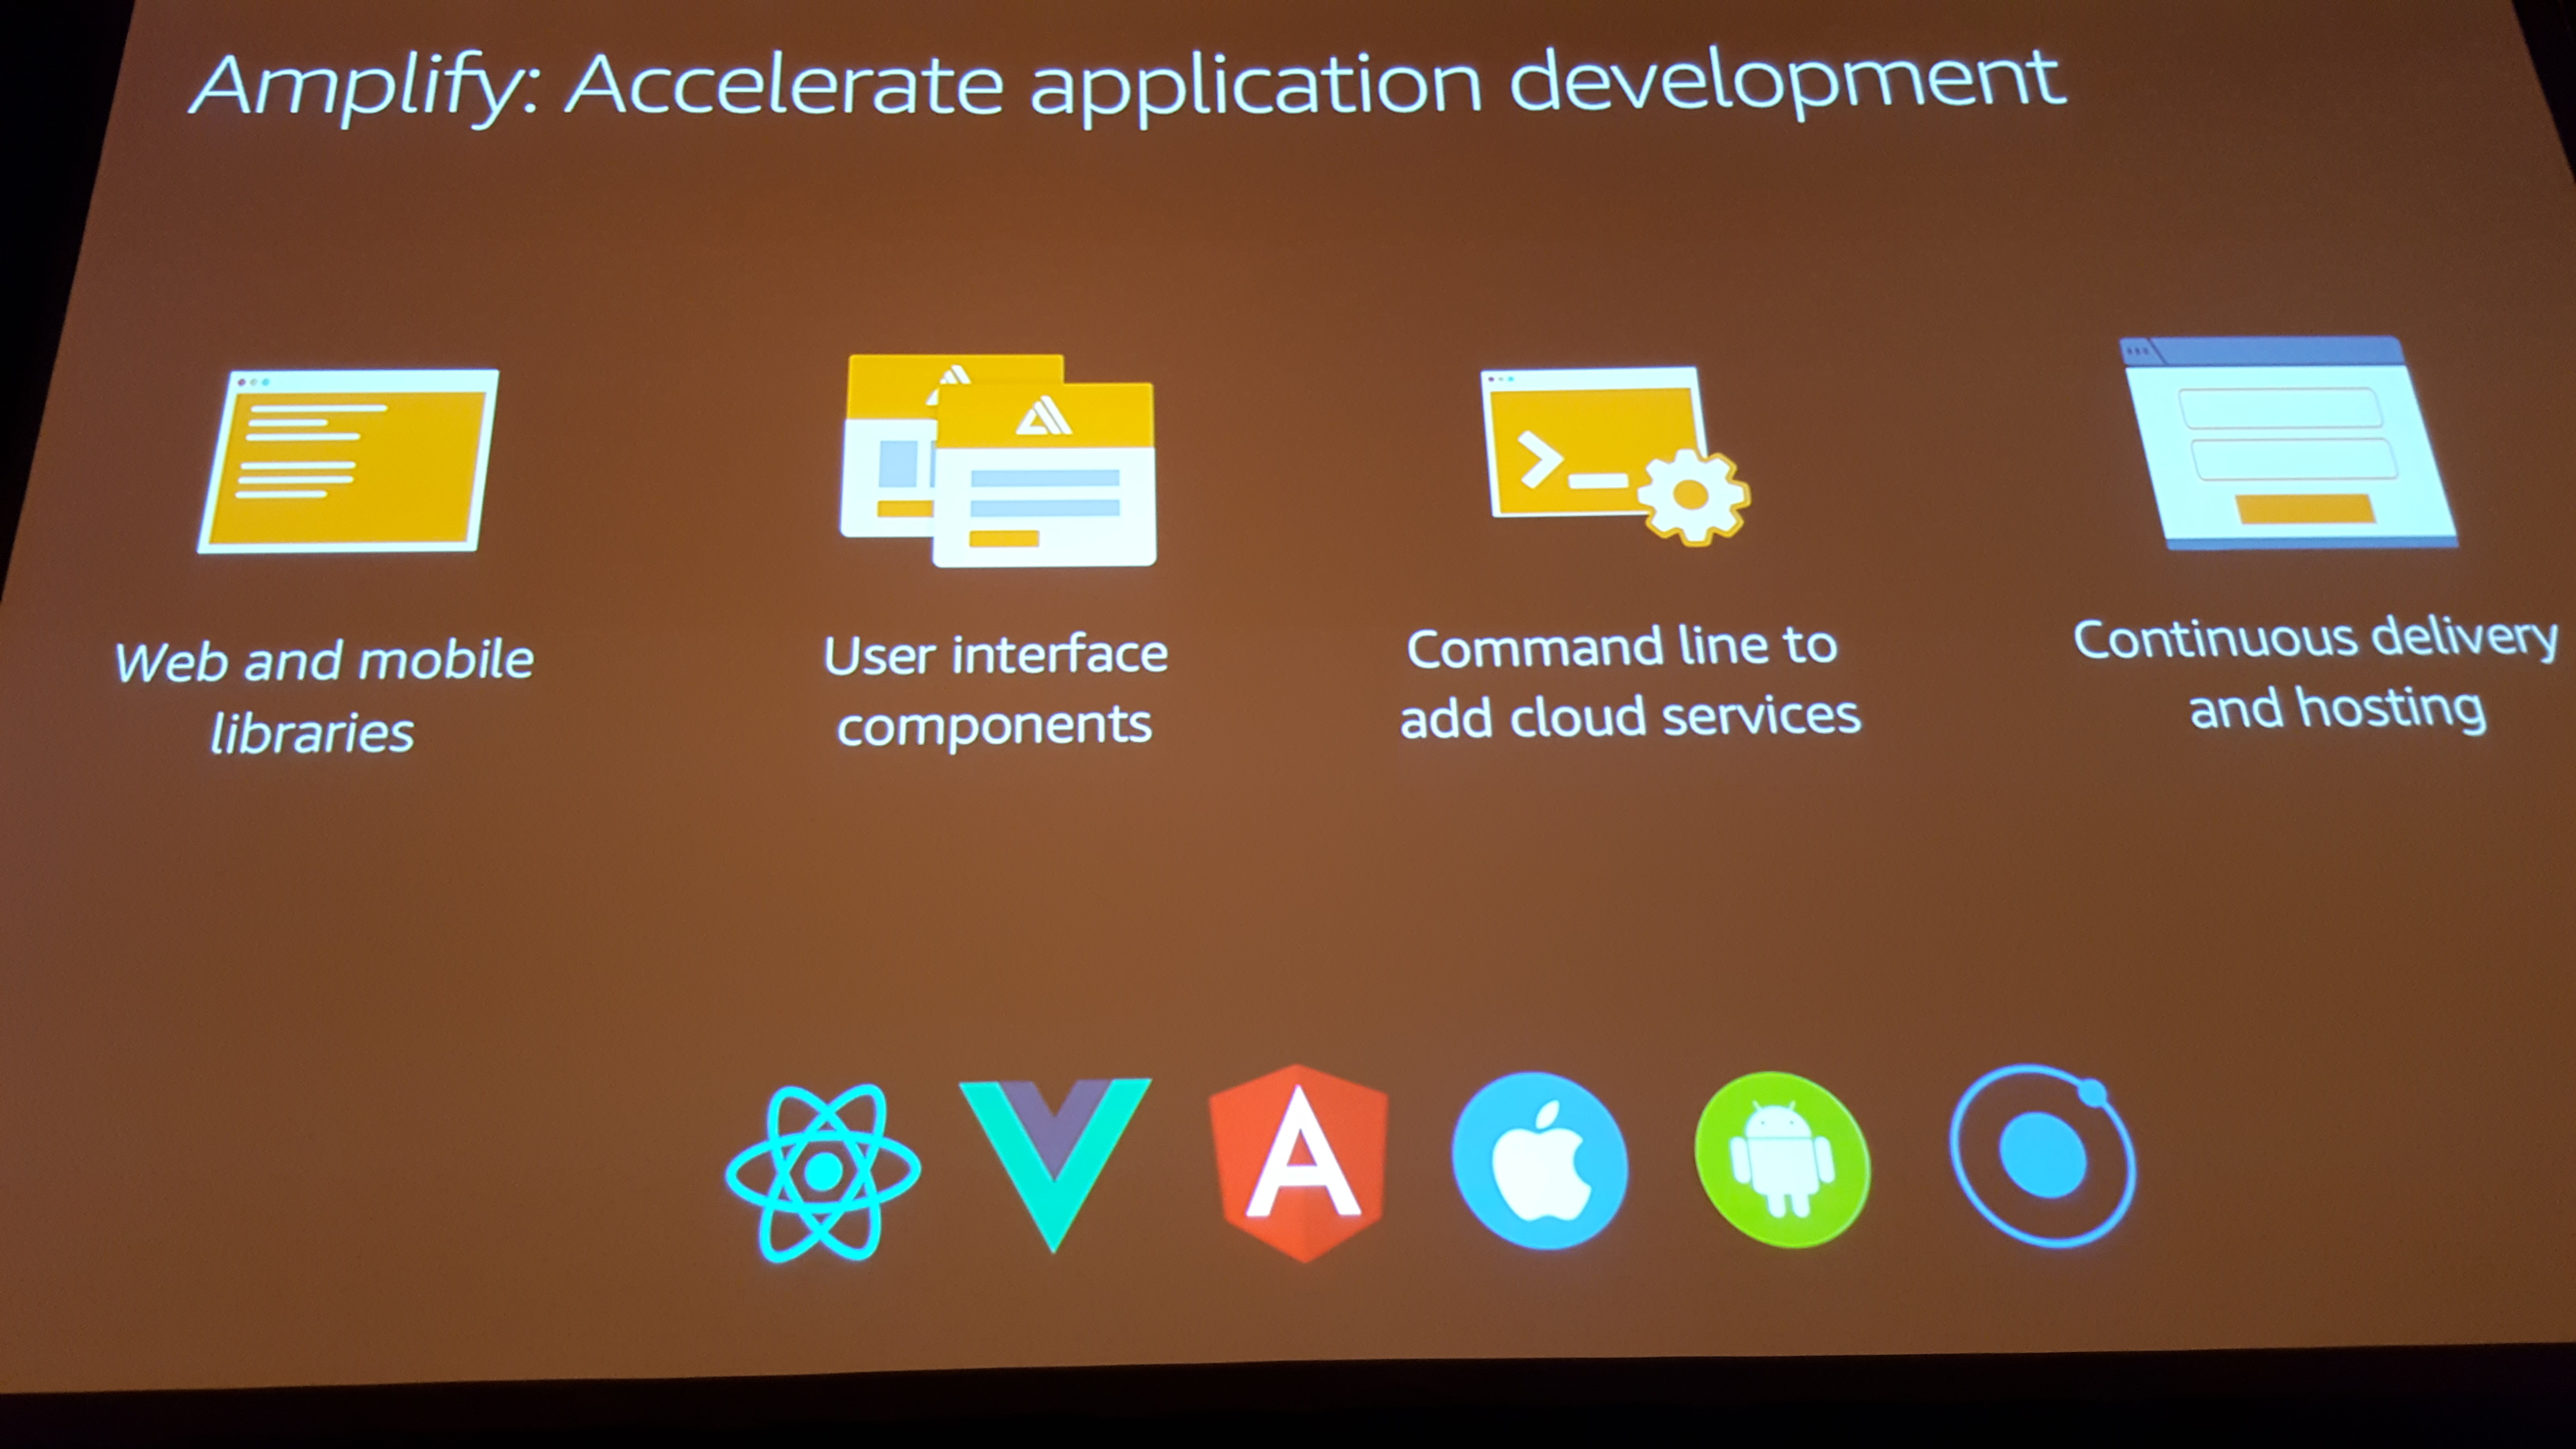 Amplify: Accelerate application development
Web and mobile
libraries
User interface
components
Command line to
add cloud services
Continuous delivery
and hosting